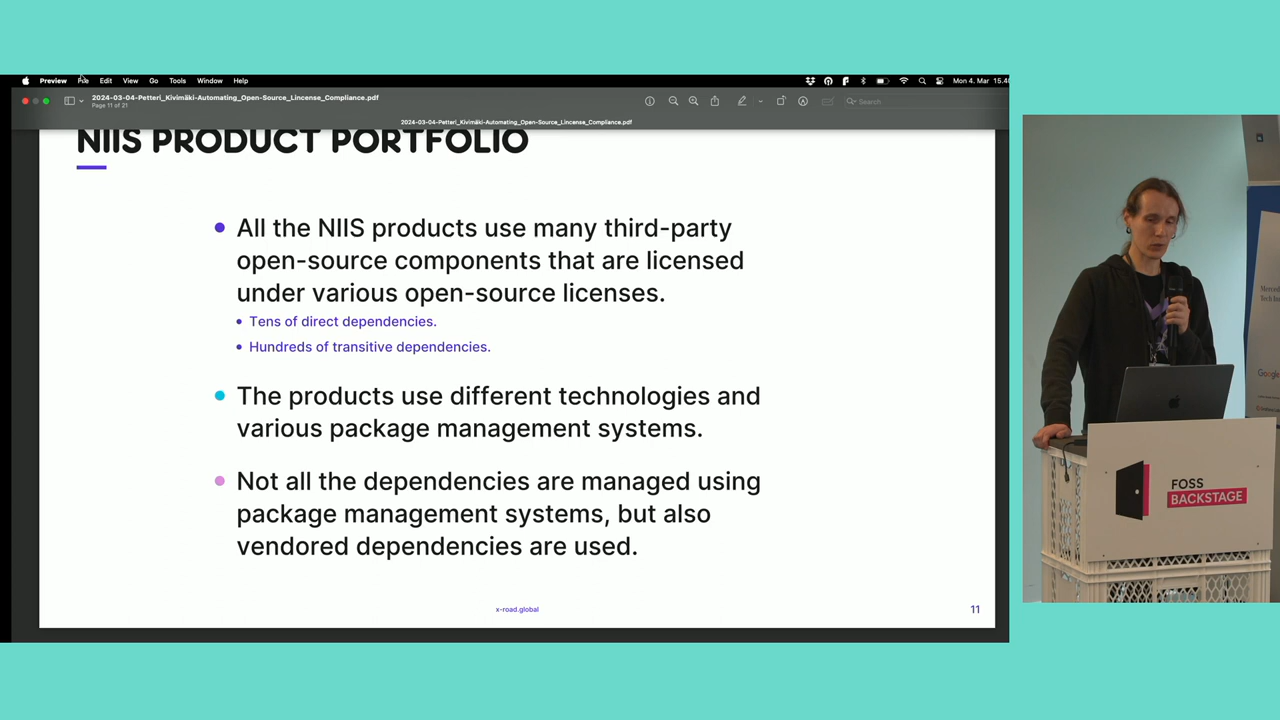 Preview File Edit View Go Tools Window Help
Mon 4. Mar 15.4
2024-03-04-Petteri_Kivimäki-Automating_Open-Source_Lincense_Compliance.pdf
Page 11 of 21
Search
2024-03-04-Petteri_Kivimäki-Automating_Open-Source_Lincense_Compliance.pdf
NIIS PRODUCT PORTFOLIO
All the NIIS products use many third-party
open-source components that are licensed
under various open-source licenses.
Tens of direct dependencies.
Hundreds of transitive dependencies.
The products use different technologies and
various package management systems.
Not all the dependencies are managed using
package management systems, but also
vendored dependencies are used.
x-road.global
11
FOSS
BACKSTAGE